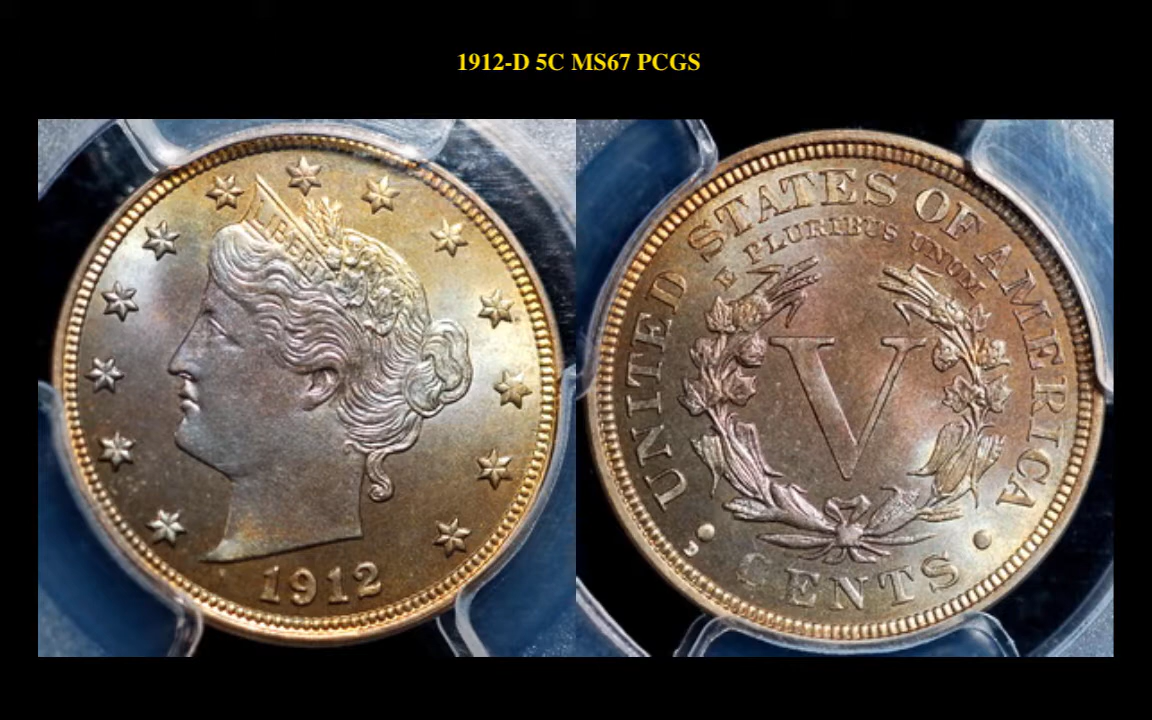 1912-D 5C MS67 PCGS
LIBERTY
1912
UNITED STATES OF AMERICA
E PLURIBUS UNUM
V
D
CENTS